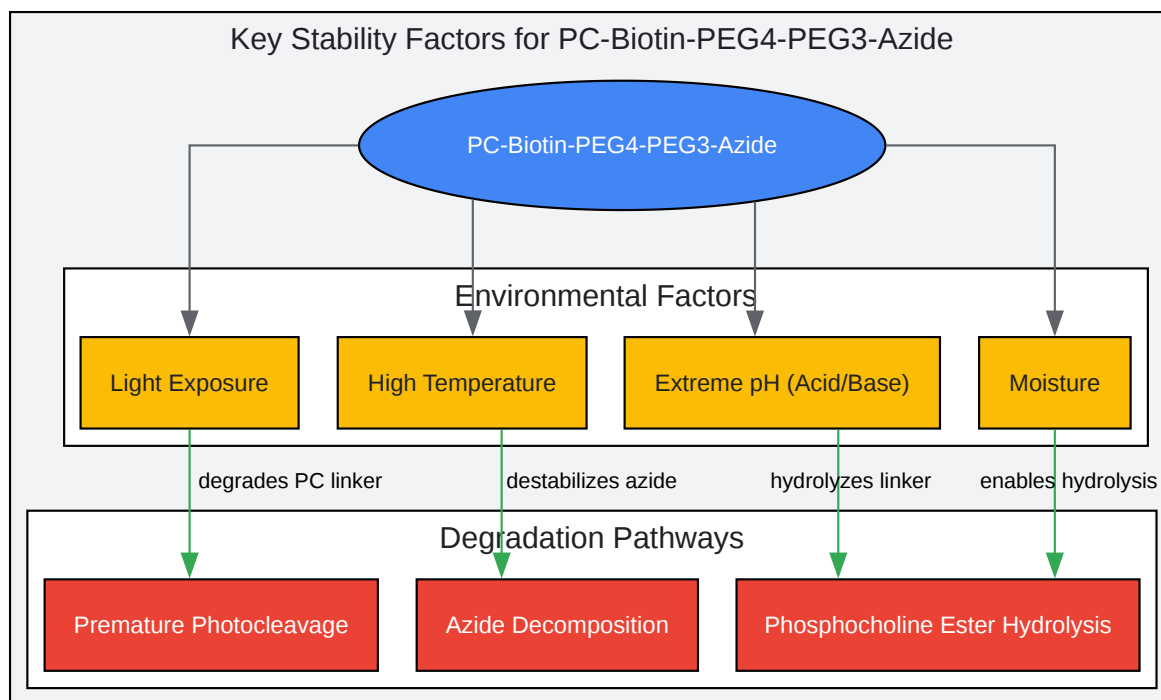 Key Stability Factors for PC-Biotin-PEG4-PEG3-Azide
PC-Biotin-PEG4-PEG3-Azide
Environmental Factors
Light Exposure
High Temperature
Extreme pH (Acid/Base)
Moisture
degrades PC linker
destabilizes azide
hydrolyzes linker
enables hydrolysis
Degradation Pathways
Premature Photocleavage
Azide Decomposition
Phosphocholine Ester Hydrolysis